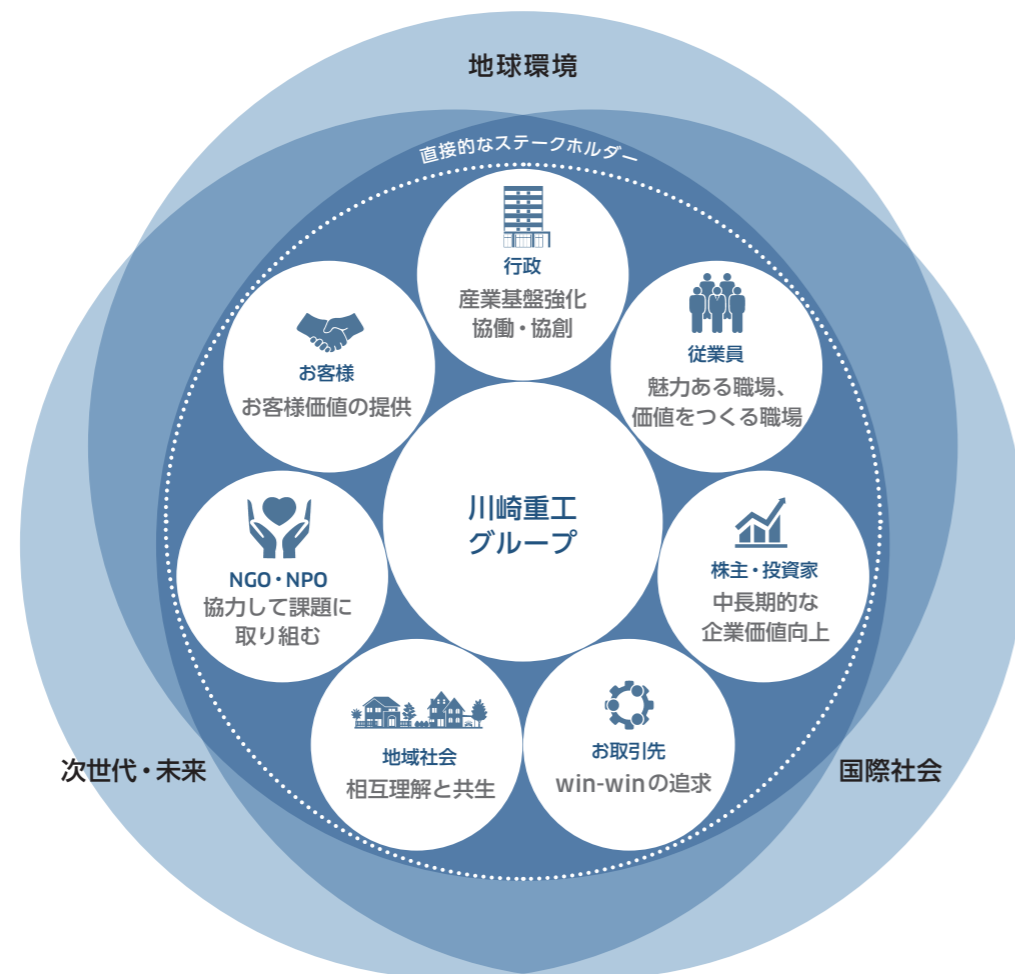 地球環境
直接的なステークホルダー
行政
産業基盤強化
協働・協創
従業員
魅力ある職場、
価値をつくる職場
お客様
お客様価値の提供
川崎重工
グループ
株主・投資家
中長期的な
企業価値向上
NGO・NPO
協力して課題に
取り組む
お取引先
win-winの追求
地域社会
相互理解と共生
次世代・未来
国際社会